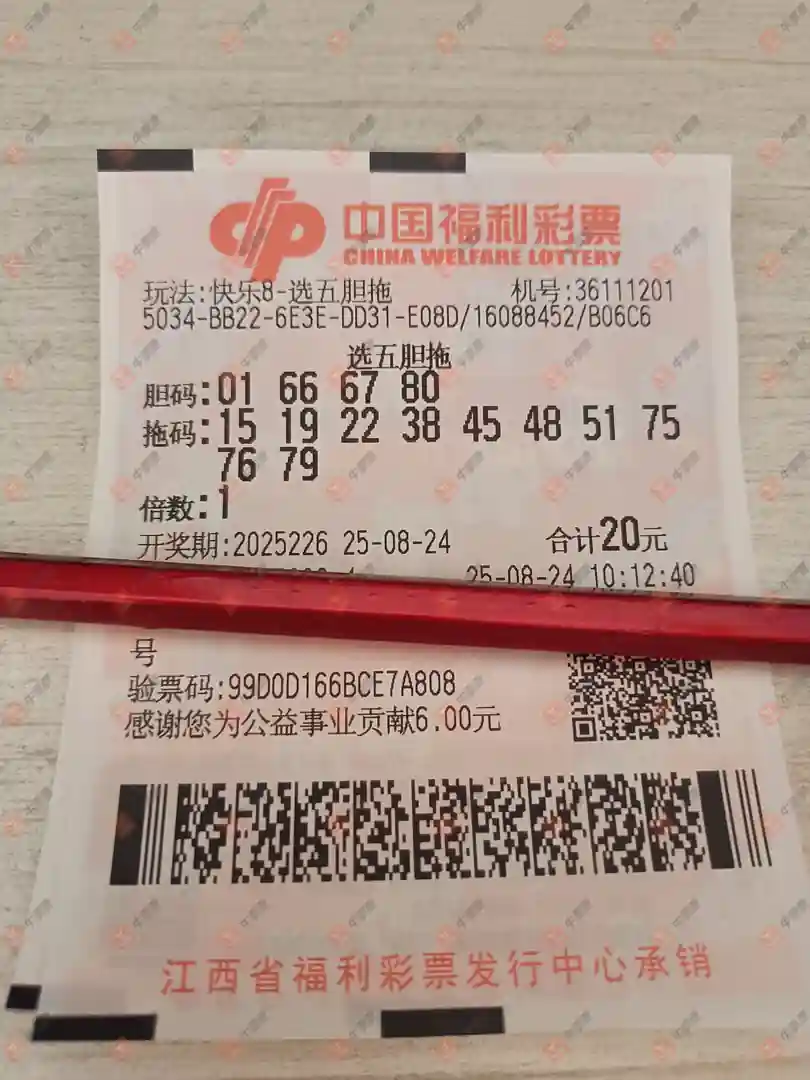 中国福利彩票
CHINA WELFARE LOTTERY
玩法:快乐8-选五胆拖 机号:36111201
5034-BB22-6E3E-DD31-E08D/16088452/B06C6
选五胆拖
胆码:01 66 67 80
拖码:15 19 22 38 45 48 51 75
76 79
倍数:1
开奖期:2025226 25-08-24 合计20元
25-08-24 10:12:40
号
验票码:99D0D166BCE7A808
感谢您为公益事业贡献6.00元
江西省福利彩票发行中心承销